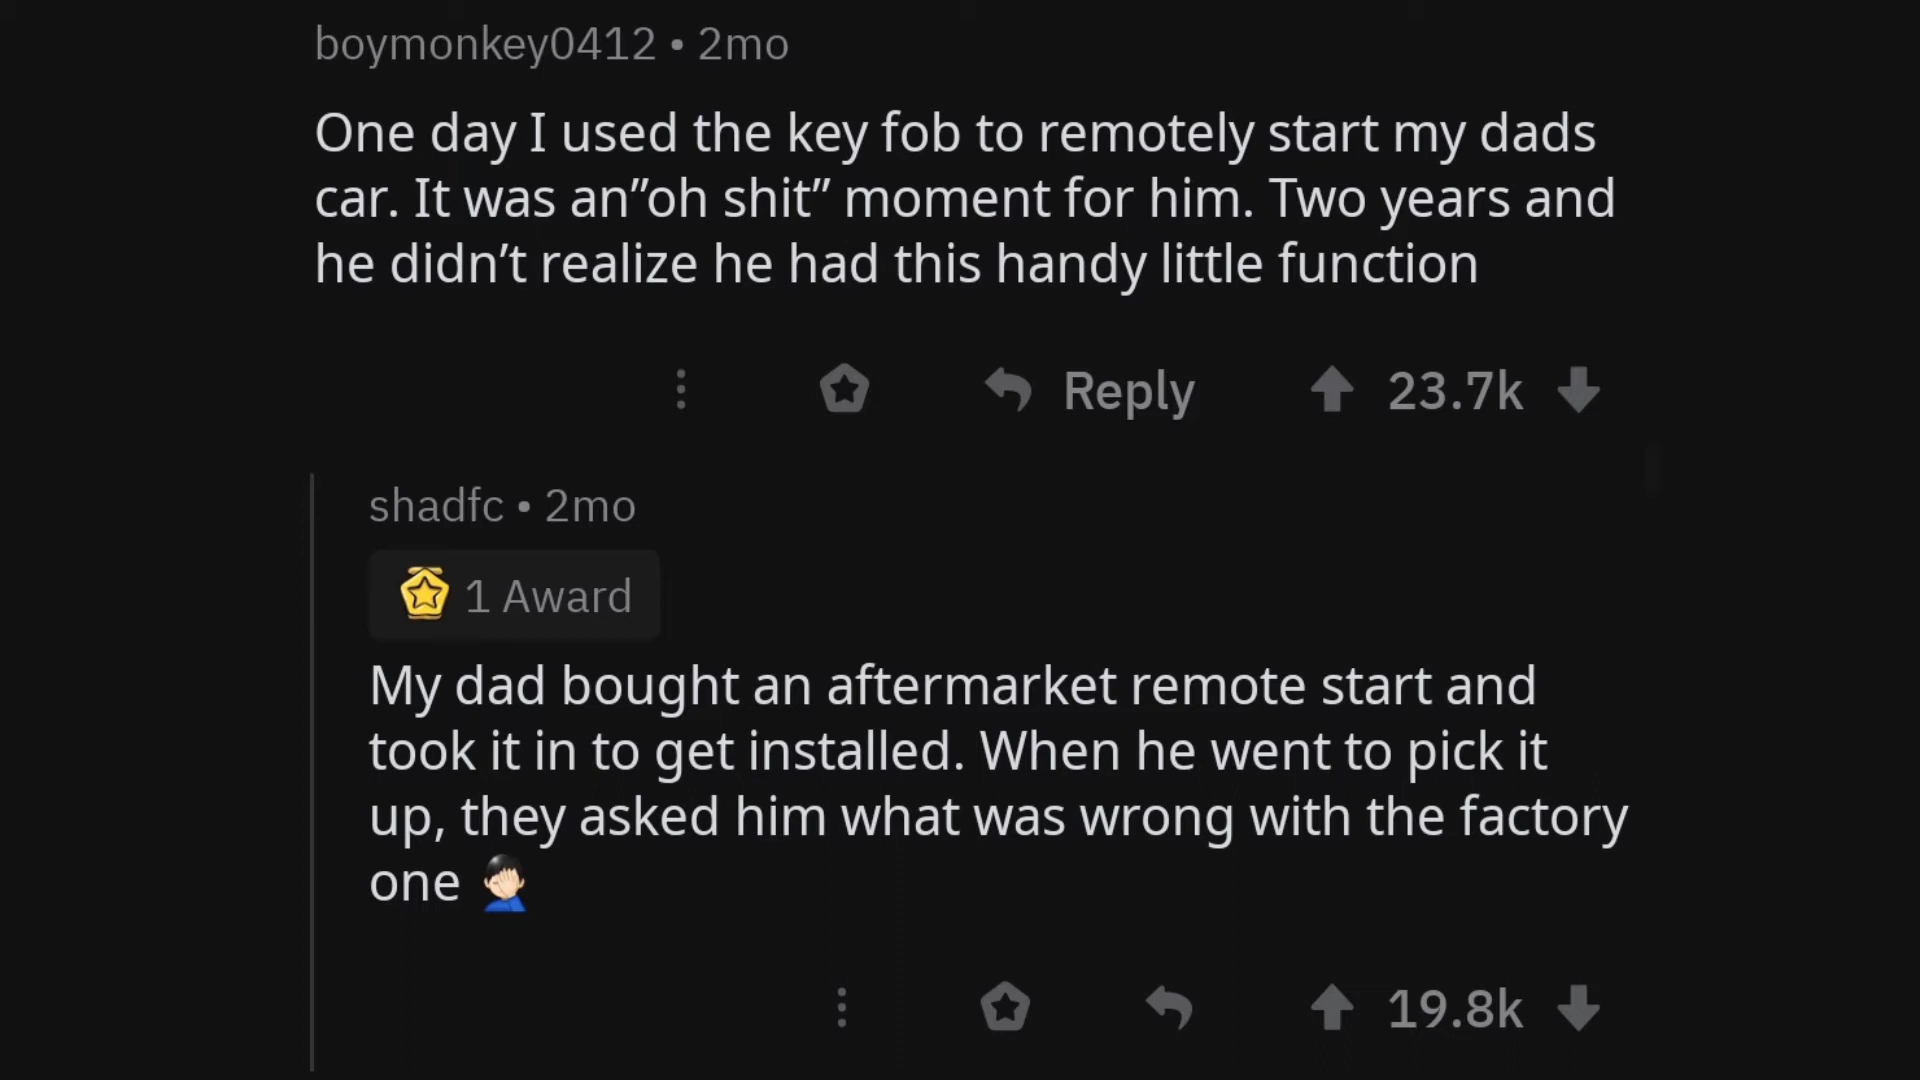 boymonkey0412 • 2mo
One day I used the key fob to remotely start my dads
car. It was an”oh shit” moment for him. Two years and
he didn’t realize he had this handy little function
Reply 23.7k
shadfc • 2mo
1 Award
My dad bought an aftermarket remote start and
took it in to get installed. When he went to pick it
up, they asked him what was wrong with the factory
one 🤦🏻‍♂️
19.8k